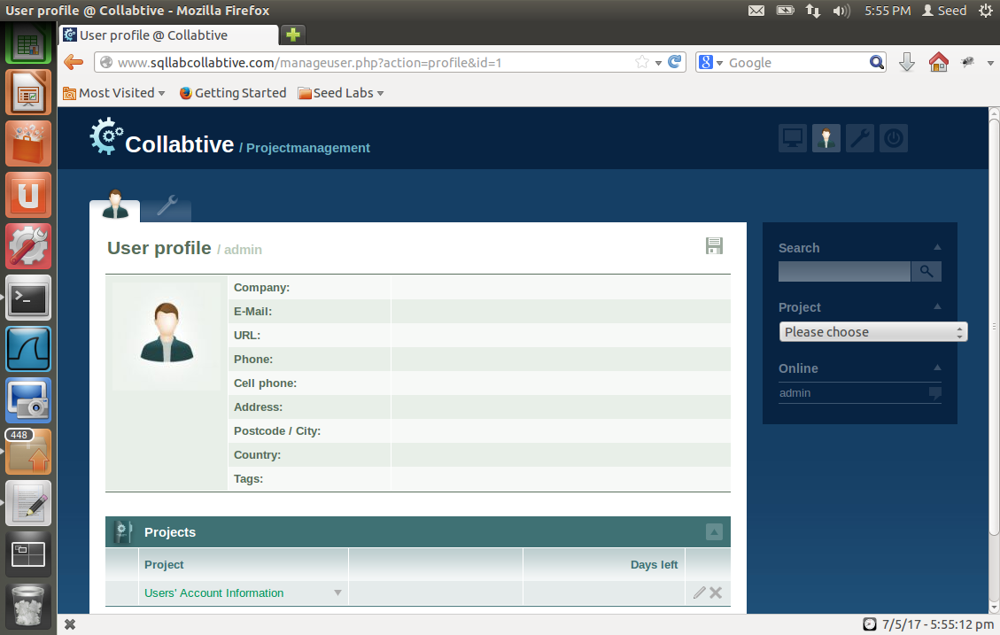 User profile @ Collabtive - Mozilla Firefox
5:55 PM Seed
User profile @ Collabtive
www.sqllabcollabtive.com/manageuser.php?action=profile&id=1
8 Google
Most Visited Getting Started Seed Labs
Collabtive / Projectmanagement
User profile / admin
Company:
E-Mail:
URL:
Phone:
Cell phone:
Address:
Postcode / City:
Country:
Tags:
Projects
Project Days left
Users' Account Information
Search
Project
Please choose
Online
admin
448
7/5/17 - 5:55:12 pm